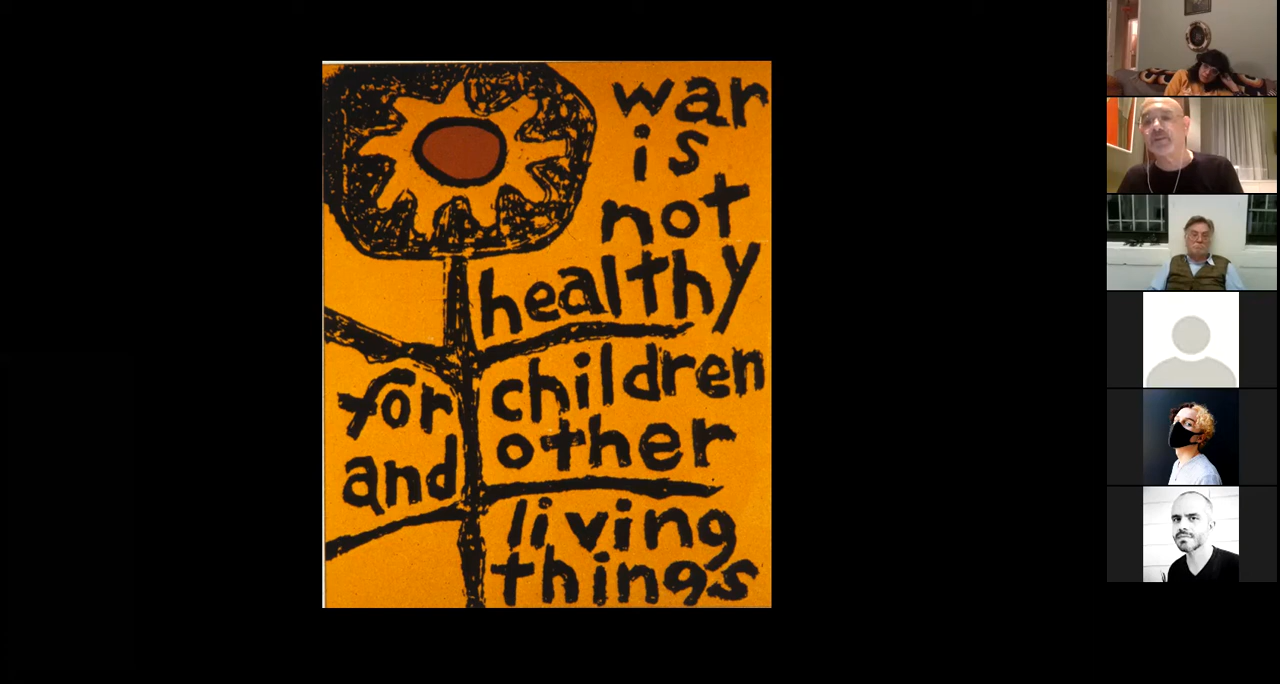 war
is
not
healthy
for children
and other
living
things